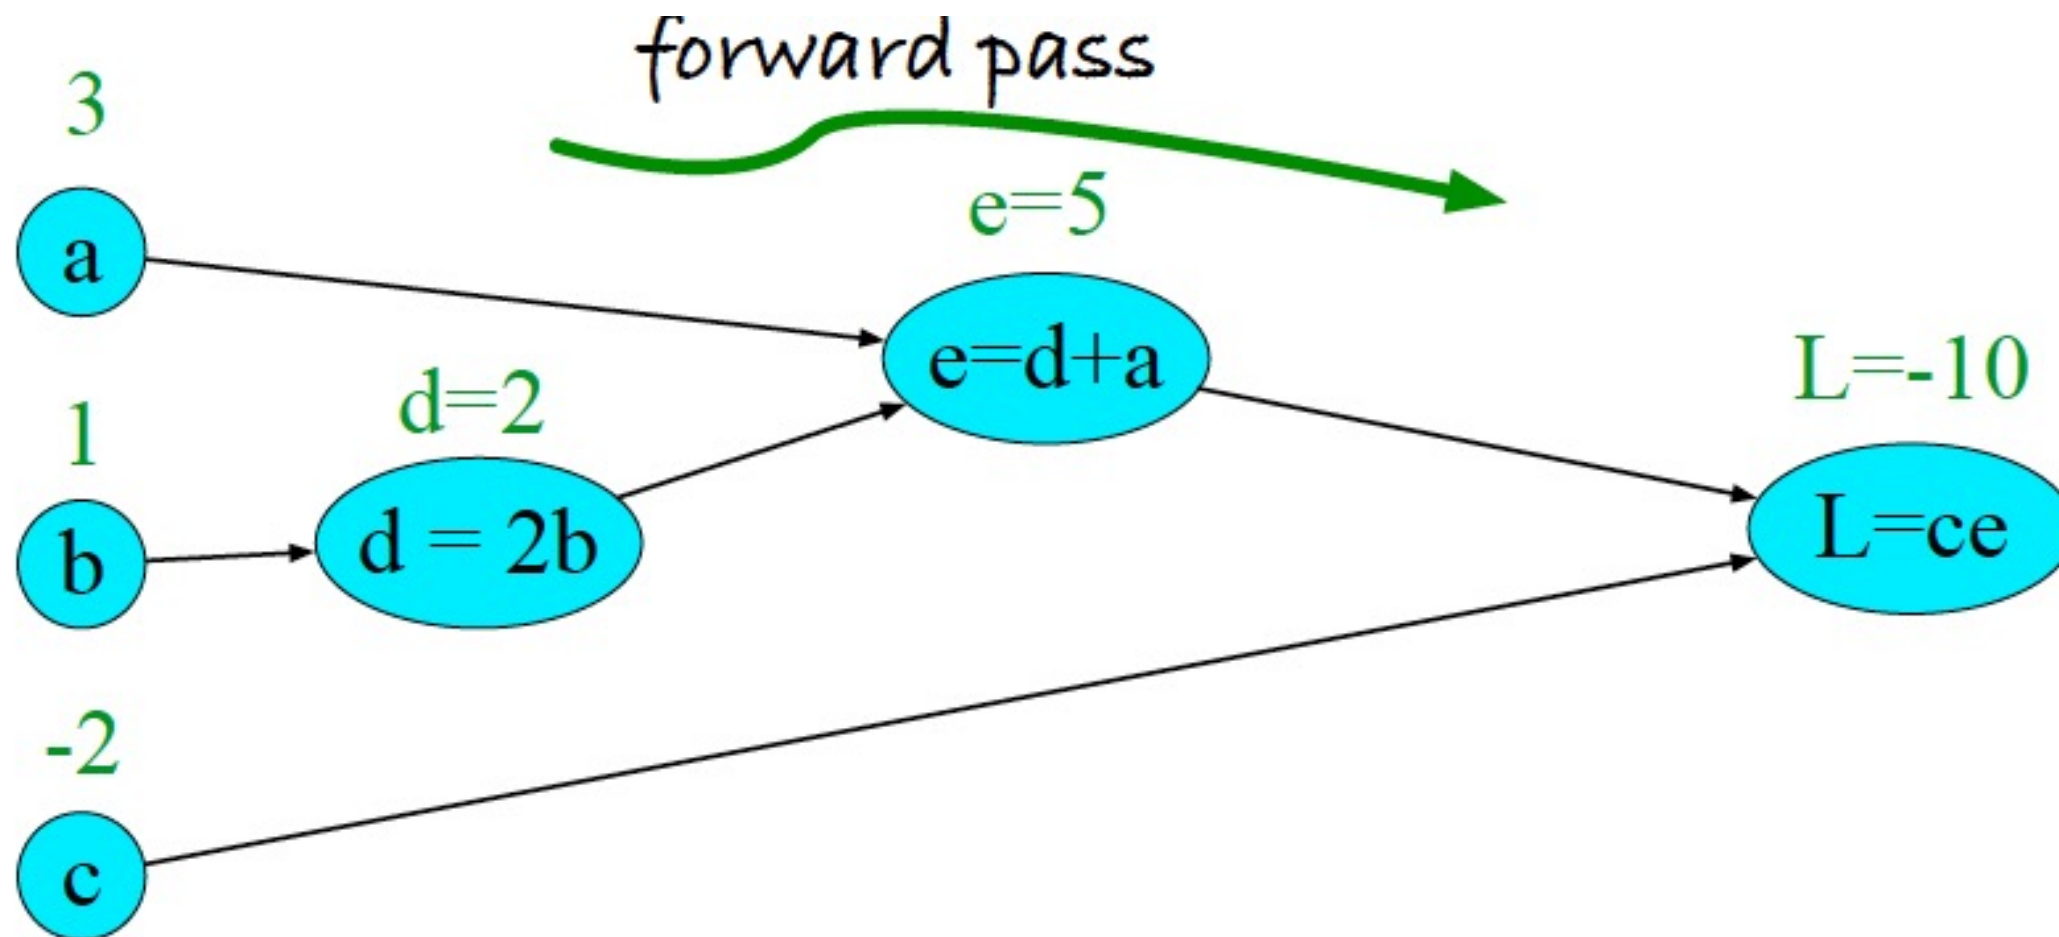 forward pass
3
e=5
a
e=d+a
L=-10
d=2
1
L=ce
d = 2b
b
-2
c